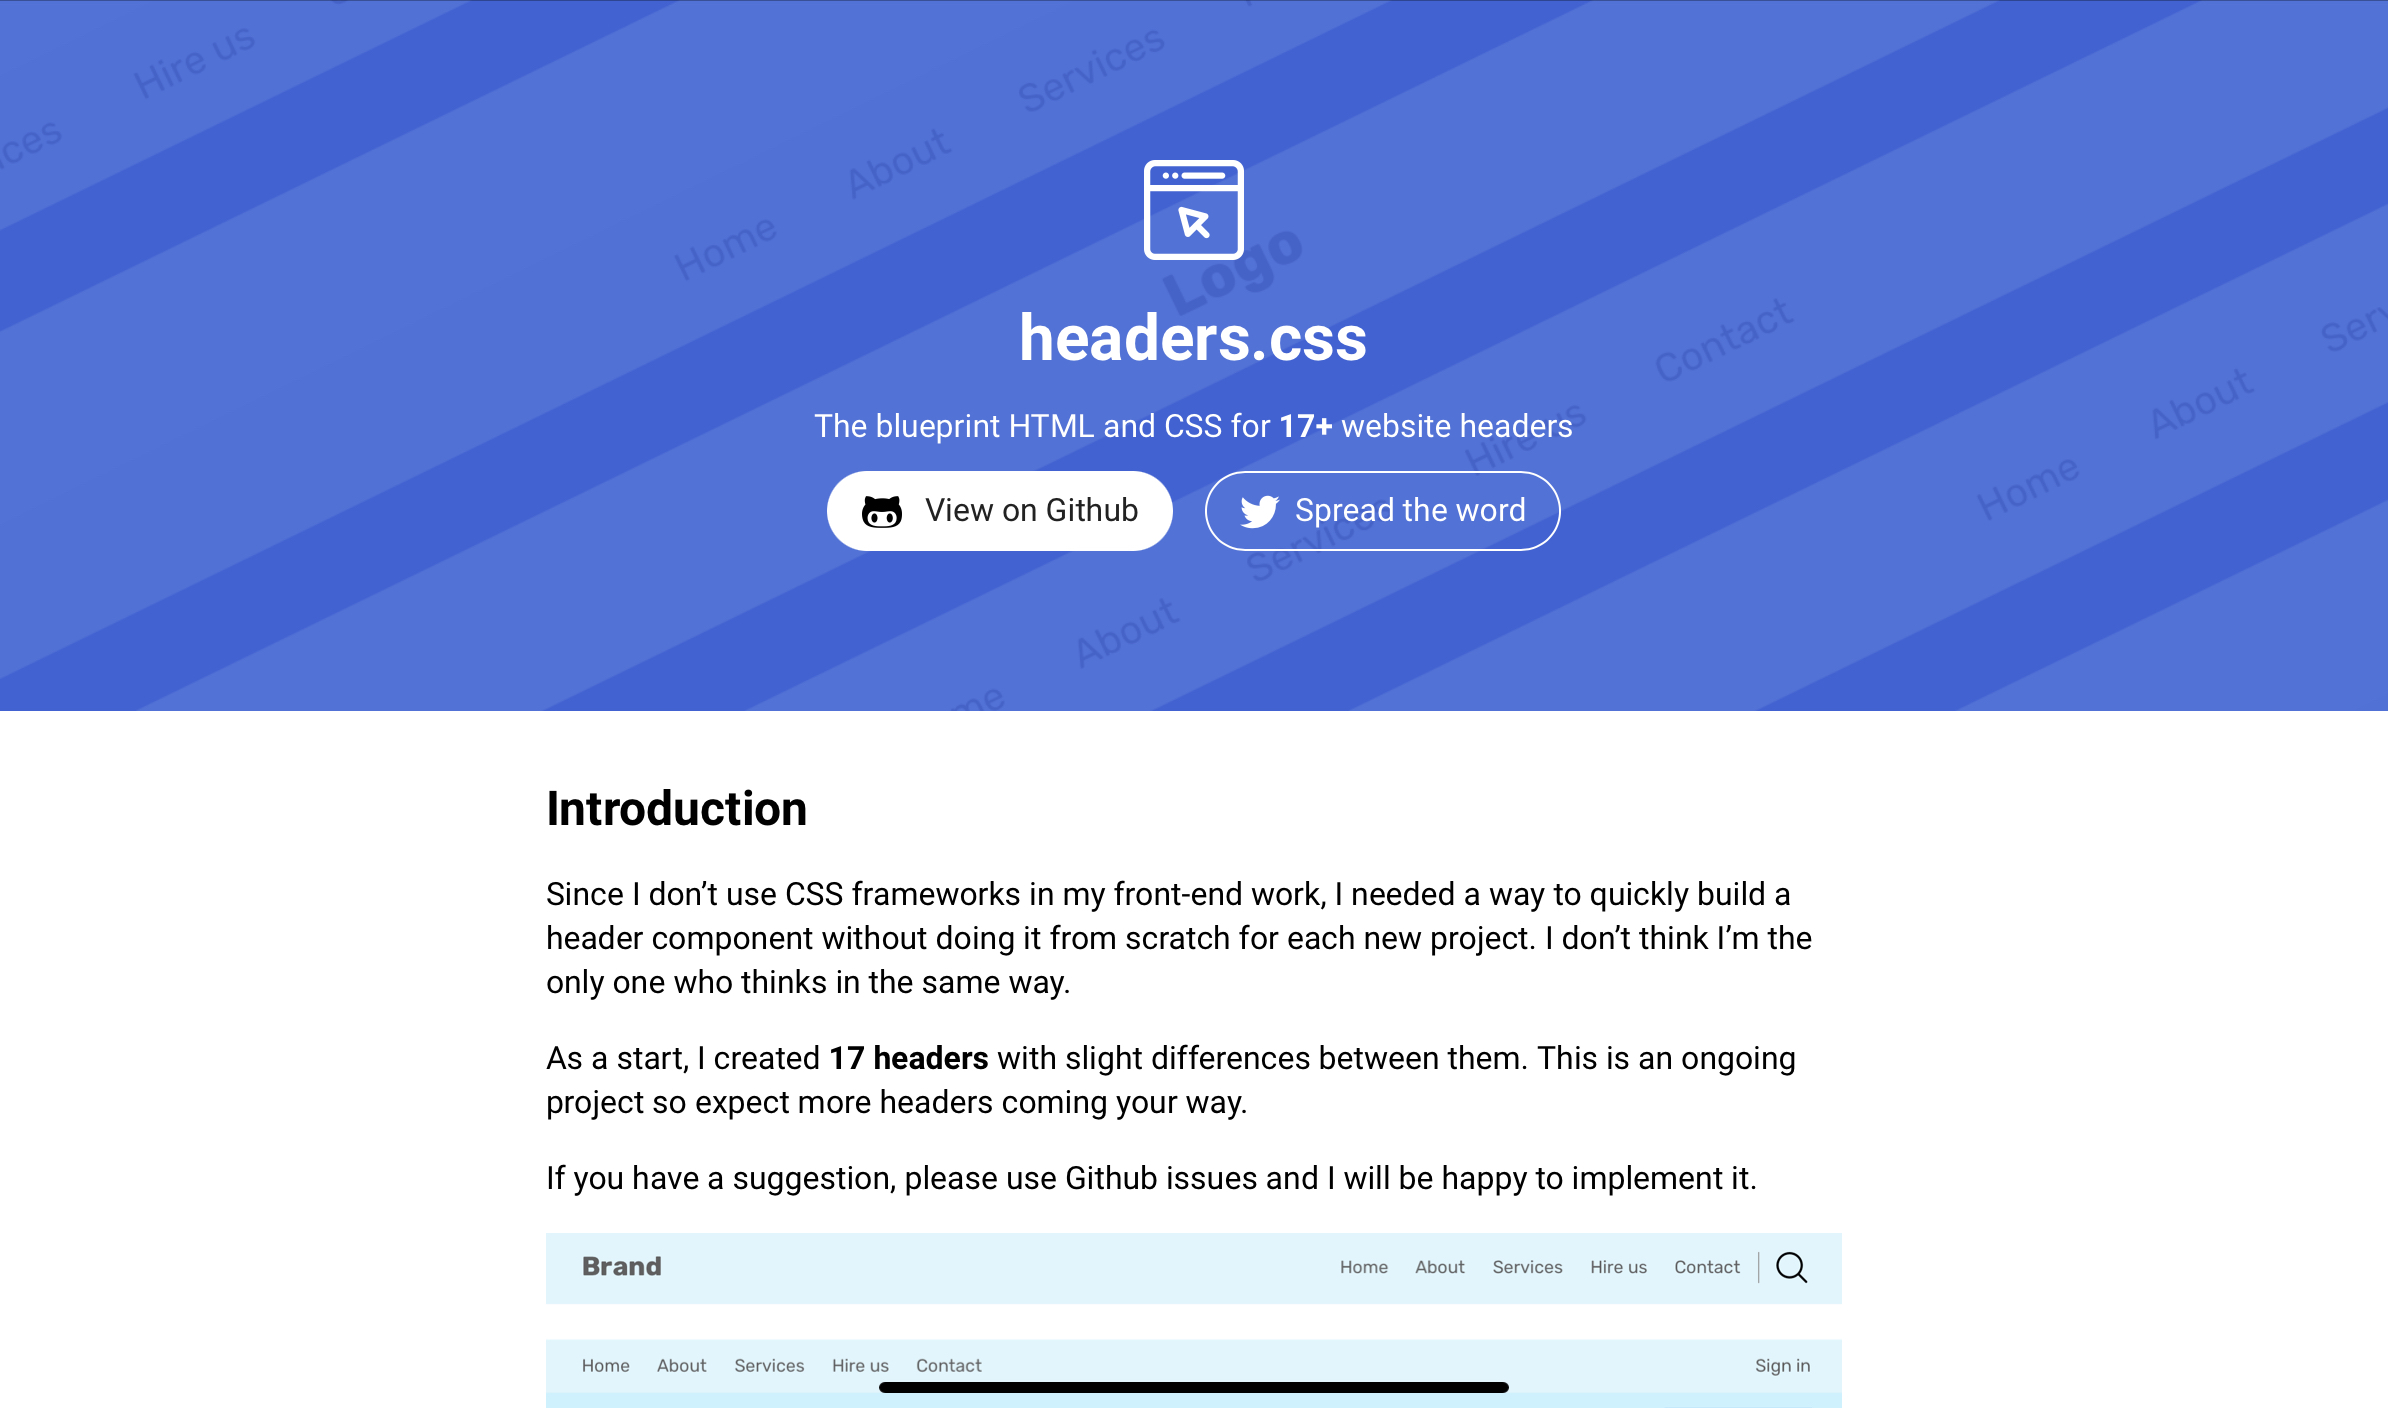 Hire us
Services
ces
About
Home
Logo
headers.css
Contact
Serv
The blueprint HTML and CSS for 17+ website headers
Hire us
About
View on Github
Spread the word
Home
Services
About
me
Introduction
Since I don’t use CSS frameworks in my front-end work, I needed a way to quickly build a
header component without doing it from scratch for each new project. I don’t think I’m the
only one who thinks in the same way.
As a start, I created 17 headers with slight differences between them. This is an ongoing
project so expect more headers coming your way.
If you have a suggestion, please use Github issues and I will be happy to implement it.
Brand Home About Services Hire us Contact
Home About Services Hire us Contact Sign in